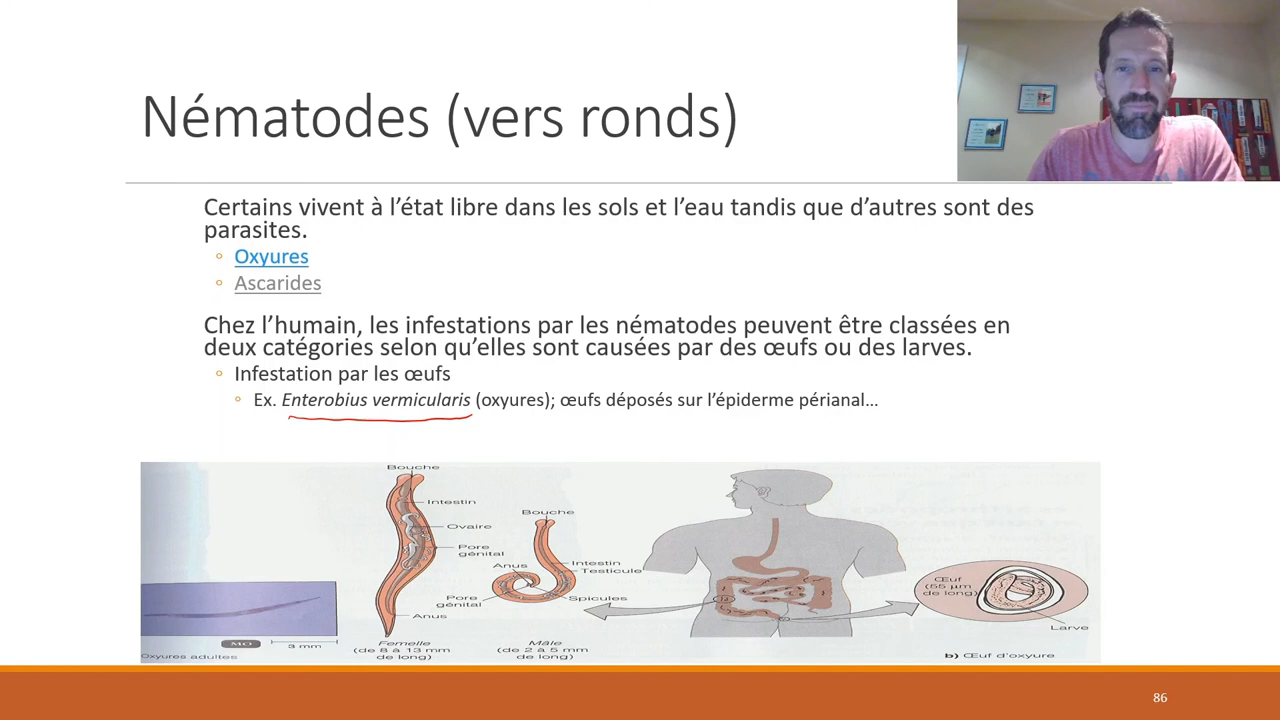 Nématodes (vers ronds)
Certains vivent à l’état libre dans les sols et l’eau tandis que d’autres sont des
parasites.
Oxyures
Ascarides
Chez l’humain, les infestations par les nématodes peuvent être classées en
deux catégories selon qu’elles sont causées par des œufs ou des larves.
Infestation par les œufs
Ex. Enterobius vermicularis (oxyures); œufs déposés sur l’épiderme périanal…
Bouche
Intestin
Ovaire
Pore
génital
Anus
Femelle
(de 8 à 13 mm
de long)
Bouche
Anus
Intestin
Testicule
Pore
génital
Spicules
Mâle
(de 2 à 5 mm
de long)
MO
3 mm
Oxyures adultes
Œuf
(55 µm
de long)
Larve
b) Œuf d'oxyure
86